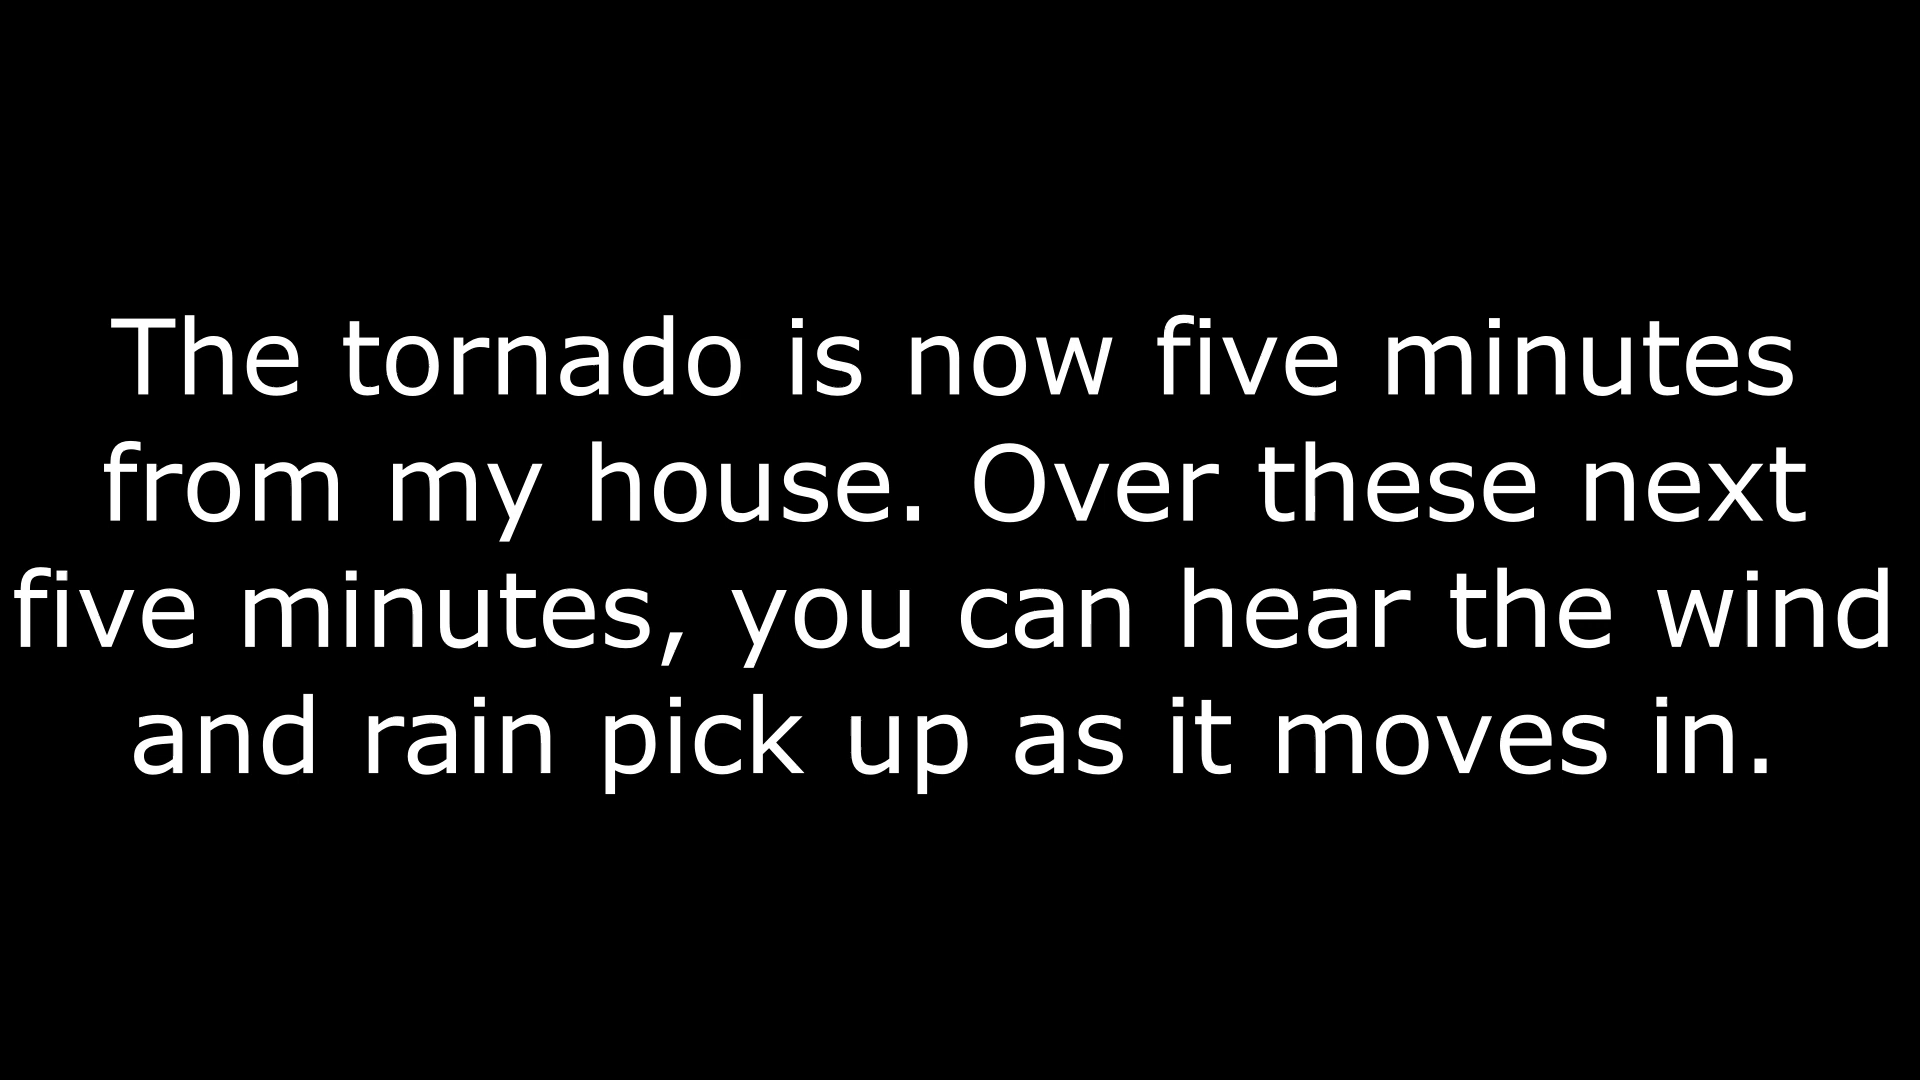 The tornado is now five minutes
from my house. Over these next
five minutes, you can hear the wind
and rain pick up as it moves in.